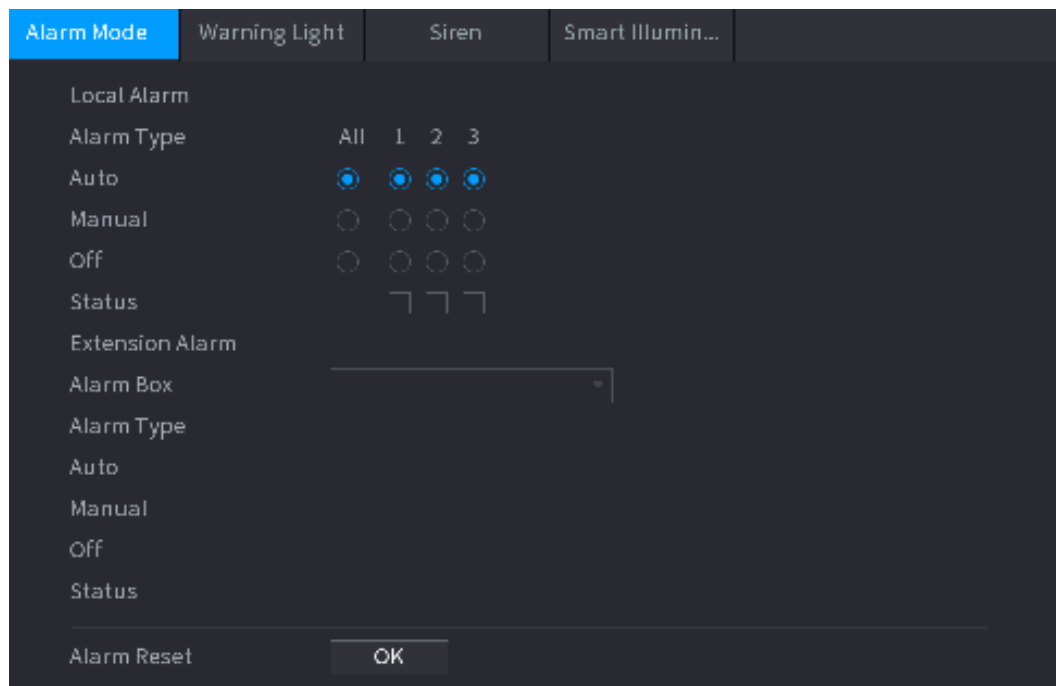 Alarm Mode Warning Light Siren Smart Illumin...
Local Alarm
Alarm Type All 1 2 3
Auto
Manual
Off
Status
Extension Alarm
Alarm Box
Alarm Type
Auto
Manual
Off
Status
Alarm Reset OK